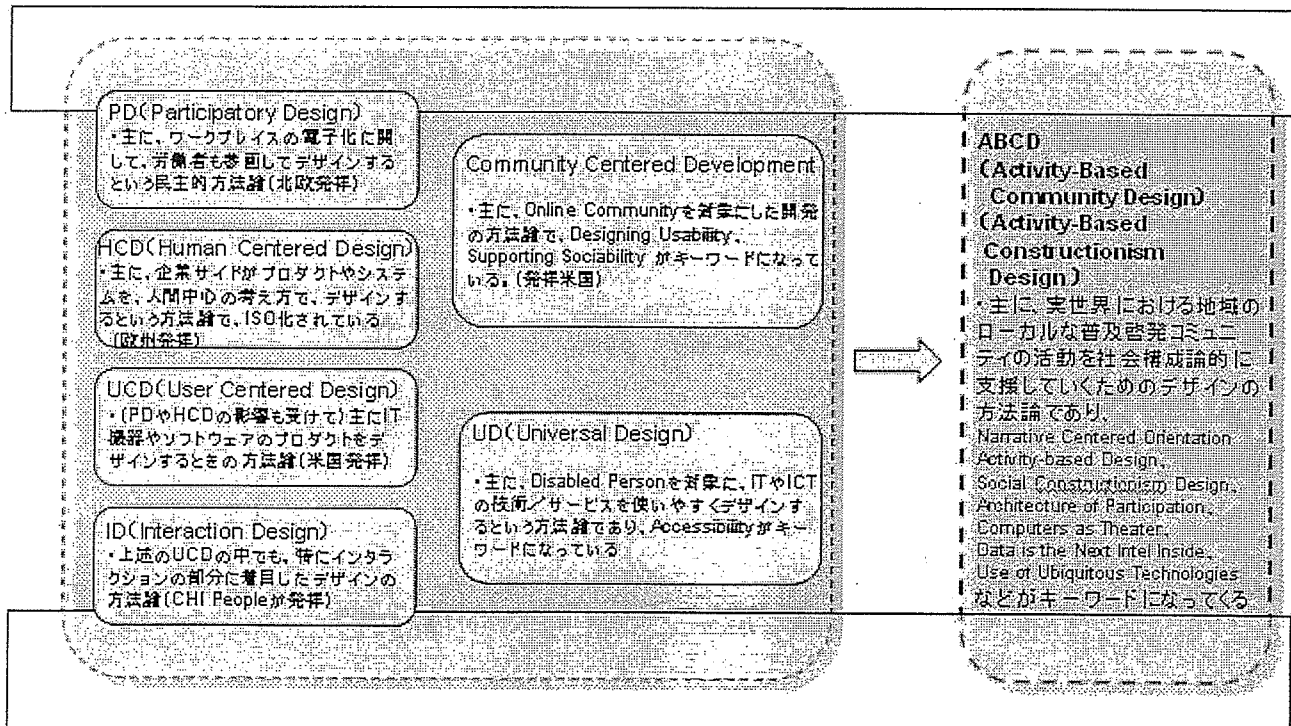 PD(Participatory Design)
・主に、ワークプレイスの電子化に関
して、労働者も参画してデザインする
という民主的方法論(北欧発祥)
HCD(Human Centered Design)
・主に、企業サイドがプロダクトやシステ
ムを、人間中心の考え方で、デザインす
るという方法論で、ISO化されている
(欧州発祥)
UCD(User Centered Design)
・(PDやHCDの影響も受けて)主にIT
機器やソフトウェアのプロダクトをデ
ザインするときの方法論(米国発祥)
ID(Interaction Design)
・上述のUCDの中でも、特にインタラ
クションの部分に着目したデザインの
方法論(CHI Peopleが発祥)
Community Centered Development
・主に、Online Communityを対象にした開発
の方法論で、Designing Usability、
Supporting Sociability がキーワードになって
いる。(発祥米国)
UD(Universal Design)
・主に、Disabled Personを対象に、ITやICT
の技術／サービスを使いやすくデザインす
るという方法論であり、Accessibilityがキー
ワードになっている
ABCD
(Activity-Based
Community Design)
(Activity-Based
Constructionism
Design)
・主に、実世界における地域の
ローカルな普及啓発コミュニ
ティの活動を社会構成論的に
支援していくためのデザインの
方法論であり、
Narrative Centered Orientation
Activity-based Design、
Social Constructionism Design、
Architecture of Participation、
Computers as Theater、
Data is the Next Intel Inside、
Use of Ubiquitous Technologies
などがキーワードになってくる